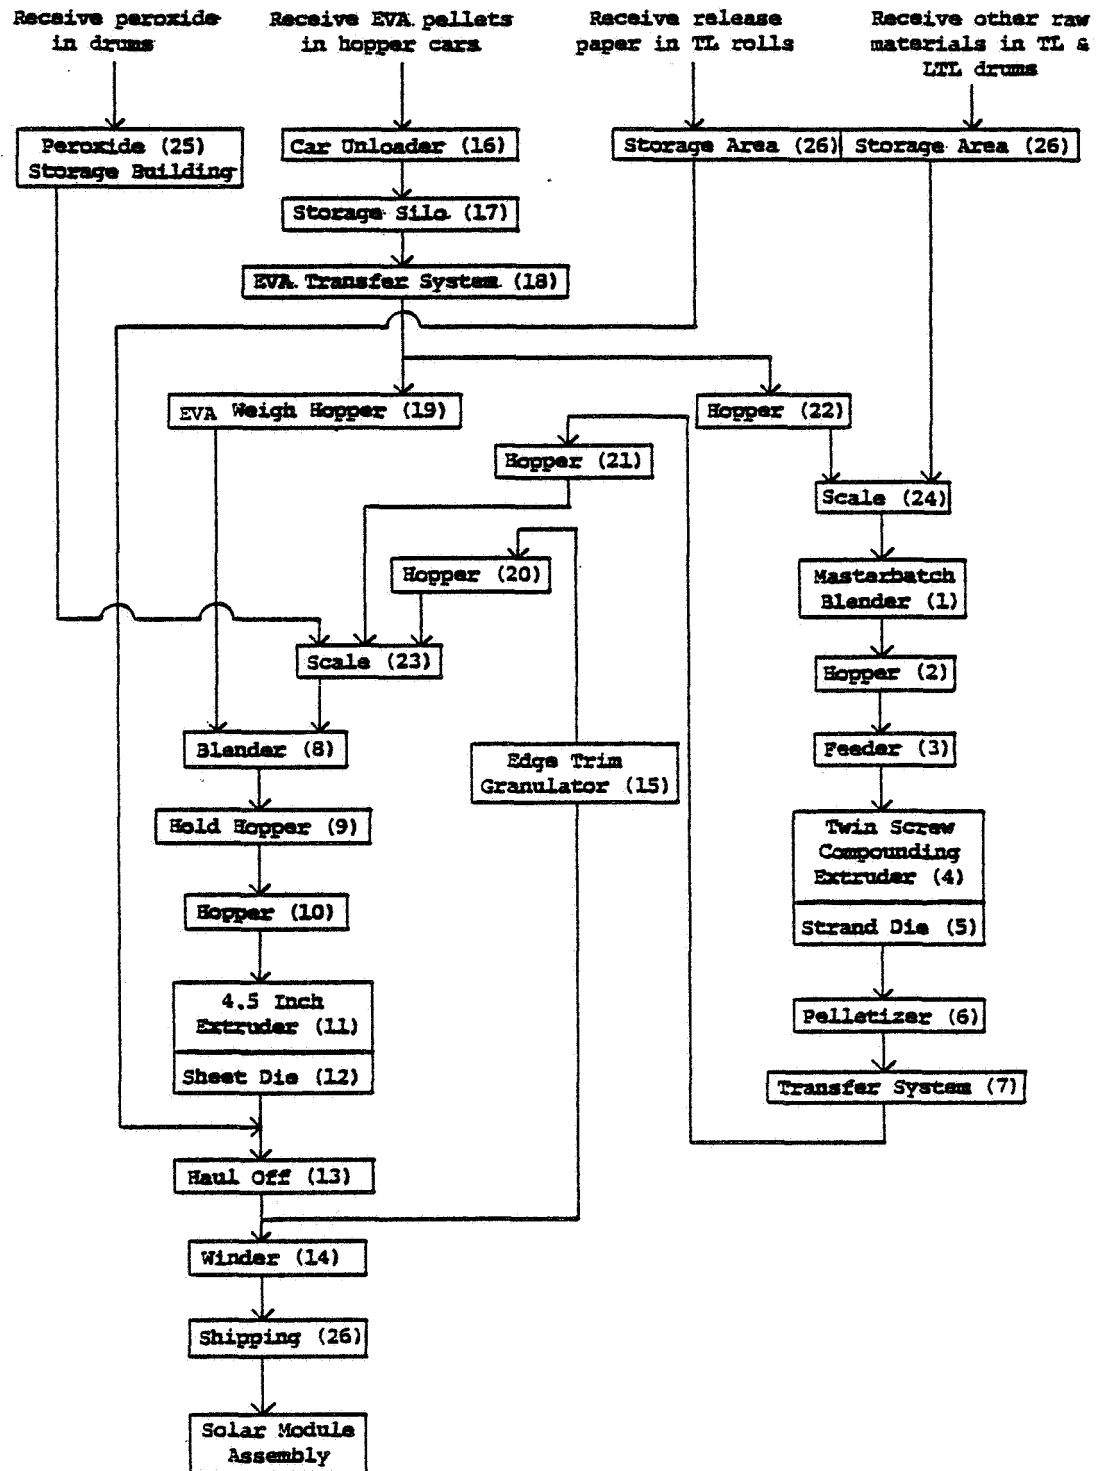 Receive peroxide
in drums
Receive EVA pellets
in hopper cars
Receive release
paper in TL rolls
Receive other raw
materials in TL &
LTL drums
Peroxide (25)
Storage Building
Car Unloader (16)
Storage Area (26)
Storage Area (26)
Storage Silo (17)
EVA Transfer System (18)
EVA Weigh Hopper (19)
Hopper (22)
Hopper (21)
Scale (24)
Hopper (20)
Masterbatch
Blender (1)
Scale (23)
Hopper (2)
Blender (8)
Feeder (3)
Edge Trim
Granulator (15)
Hold Hopper (9)
Twin Screw
Compounding
Extruder (4)
Hopper (10)
Strand Die (5)
4.5 Inch
Extruder (11)
Pelletizer (6)
Sheet Die (12)
Transfer System (7)
Haul Off (13)
Winder (14)
Shipping (26)
Solar Module
Assembly